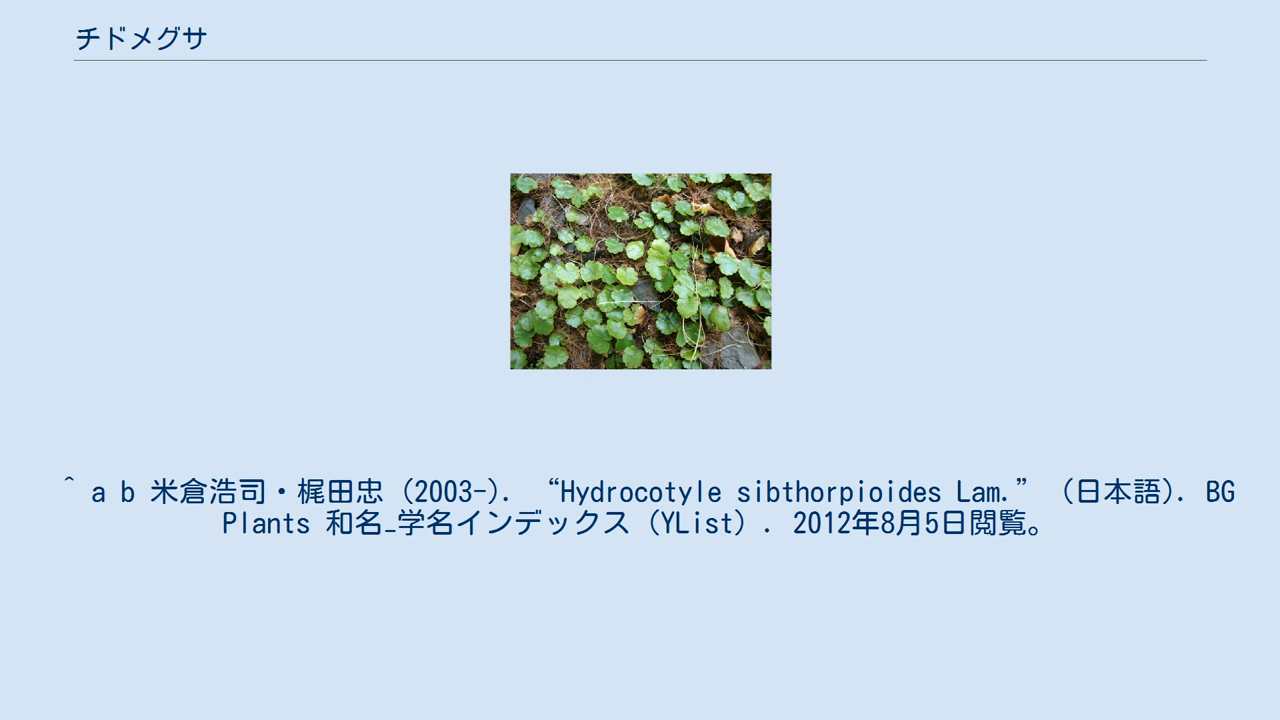 チドメグサ
^ a b 米倉浩司・梶田忠 (2003-). “Hydrocotyle sibthorpioides Lam.” (日本語). BG
Plants 和名−学名インデックス（YList）. 2012年8月5日閲覧。